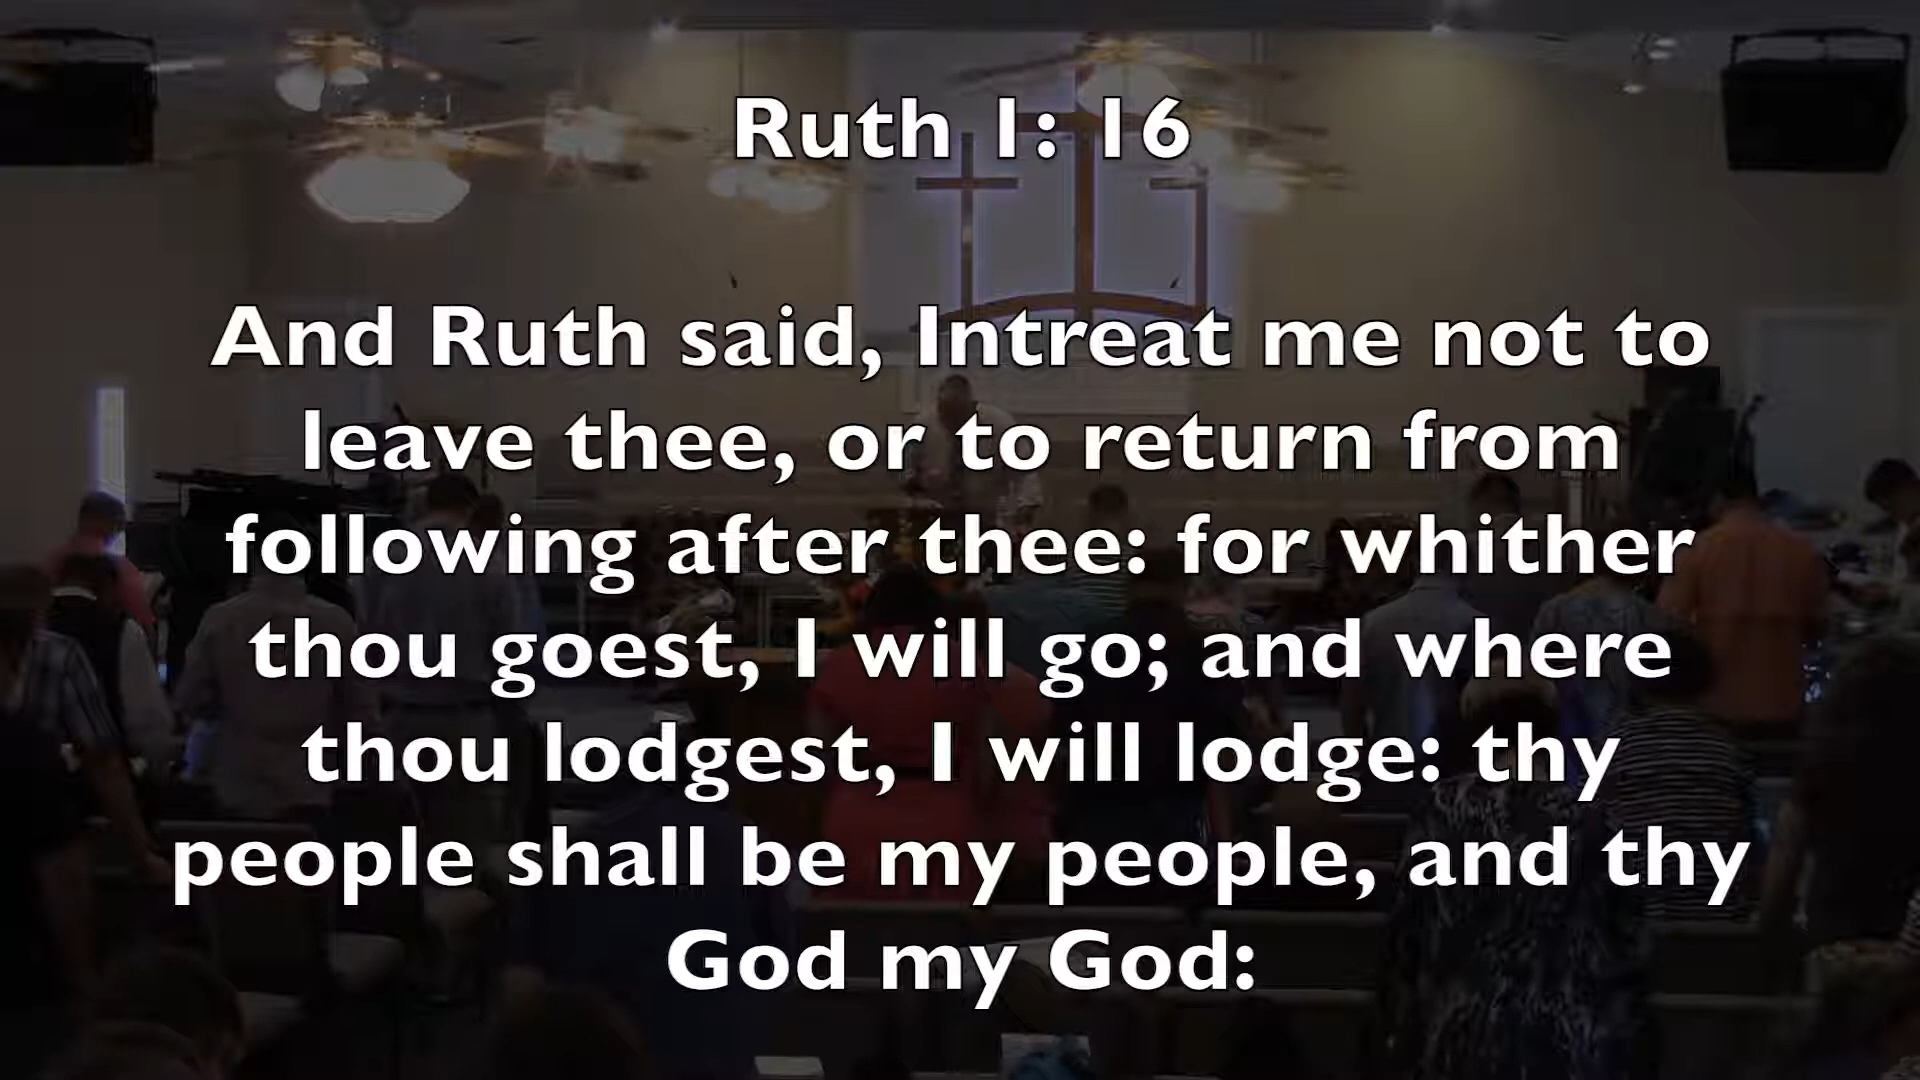 Ruth 1: 16
And Ruth said, Intreat me not to
leave thee, or to return from
following after thee: for whither
thou goest, I will go; and where
thou lodgest, I will lodge: thy
people shall be my people, and thy
God my God: